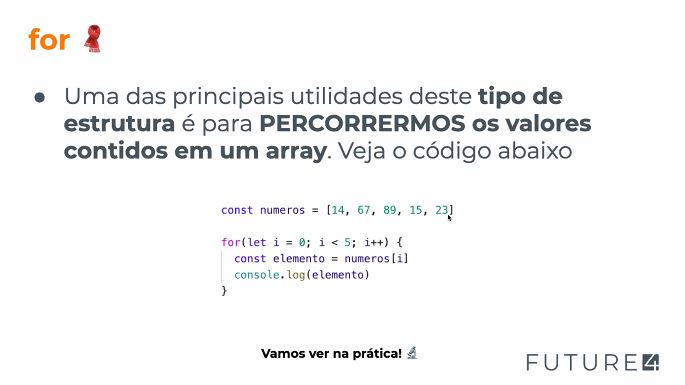 for
Uma das principais utilidades deste tipo de
estrutura é para PERCORRERMOS os valores
contidos em um array. Veja o código abaixo
const numeros = [14, 67, 89, 15, 23]
for(let i = 0; i < 5; i++) {
const elemento = numeros[i]
console.log(elemento)
}
Vamos ver na prática!
FUTURE4